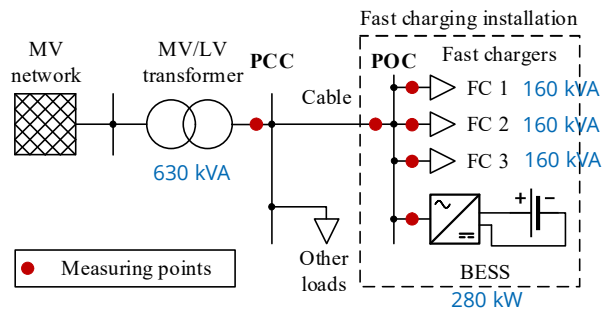 Fast charging installation
MV
network
MV/LV
transformer
630 kVA
PCC
Cable
POC
Fast chargers
FC 1 160 kVA
FC 2 160 kVA
FC 3 160 kVA
+ −
BESS
280 kW
Other
loads
Measuring points